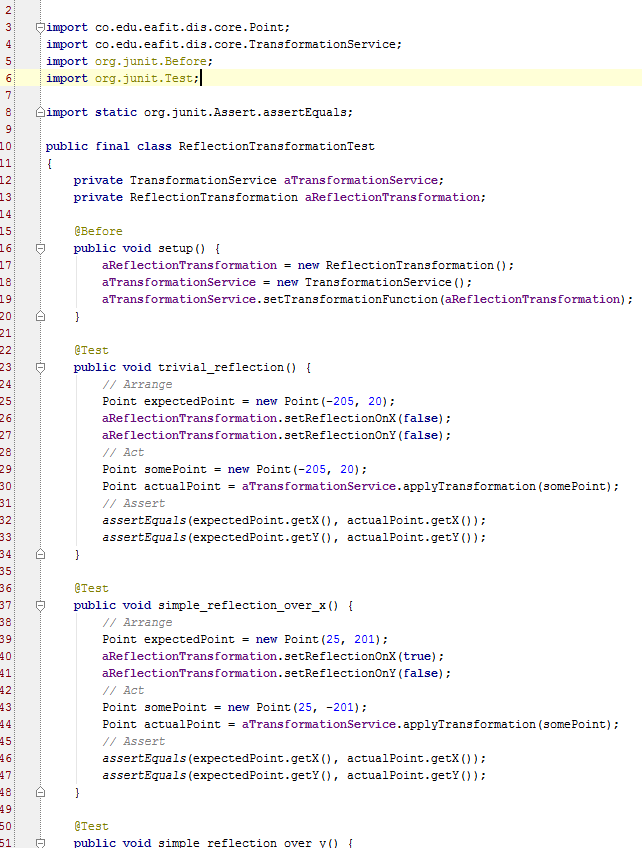 2
3 import co.edu.eafit.dis.core.Point;
4 import co.edu.eafit.dis.core.TransformationService;
5 import org.junit.Before;
6 import org.junit.Test;
7
8 import static org.junit.Assert.assertEquals;
9
10 public final class ReflectionTransformationTest
11 {
12     private TransformationService aTransformationService;
13     private ReflectionTransformation aReflectionTransformation;
14
15     @Before
16     public void setup() {
17         aReflectionTransformation = new ReflectionTransformation();
18         aTransformationService = new TransformationService();
19         aTransformationService.setTransformationFunction(aReflectionTransformation);
20     }
21
22     @Test
23     public void trivial_reflection() {
24         // Arrange
25         Point expectedPoint = new Point(-205, 20);
26         aReflectionTransformation.setReflectionOnX(false);
27         aReflectionTransformation.setReflectionOnY(false);
28         // Act
29         Point somePoint = new Point(-205, 20);
30         Point actualPoint = aTransformationService.applyTransformation(somePoint);
31         // Assert
32         assertEquals(expectedPoint.getX(), actualPoint.getX());
33         assertEquals(expectedPoint.getY(), actualPoint.getY());
34     }
35
36     @Test
37     public void simple_reflection_over_x() {
38         // Arrange
39         Point expectedPoint = new Point(25, 201);
40         aReflectionTransformation.setReflectionOnX(true);
41         aReflectionTransformation.setReflectionOnY(false);
42         // Act
43         Point somePoint = new Point(25, -201);
44         Point actualPoint = aTransformationService.applyTransformation(somePoint);
45         // Assert
46         assertEquals(expectedPoint.getX(), actualPoint.getX());
47         assertEquals(expectedPoint.getY(), actualPoint.getY());
48     }
49
50     @Test
51     public void simple_reflection_over_y() {